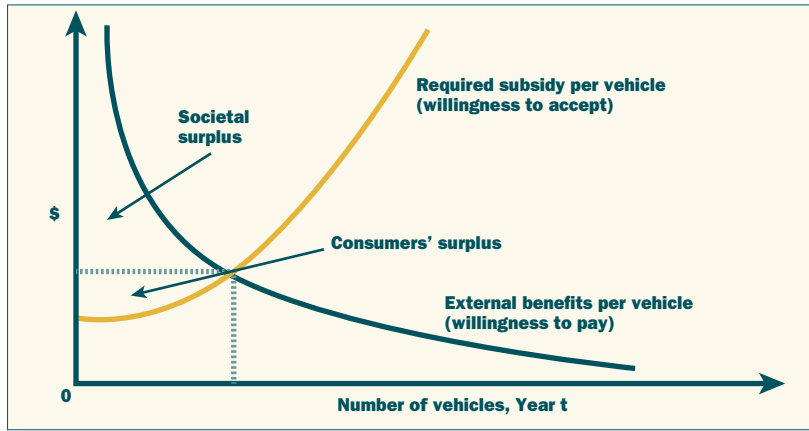 Required subsidy per vehicle
(willingness to accept)
Societal
surplus
$
Consumers’ surplus
External benefits per vehicle
(willingness to pay)
0
Number of vehicles, Year t